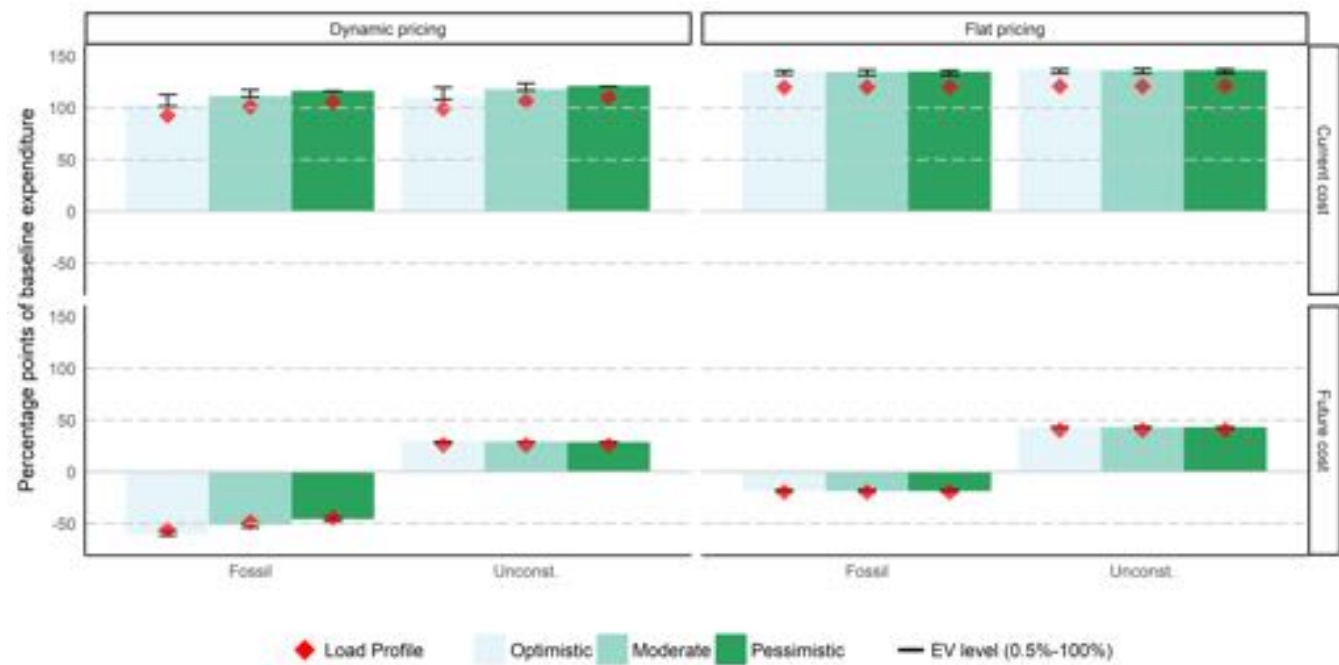 Dynamic pricing
Flat pricing
Percentage points of baseline expenditure
150
100
50
0
-50
Current cost
150
100
50
0
-50
Future cost
Fossil
Unconst.
Fossil
Unconst.
Load Profile
Optimistic
Moderate
Pessimistic
EV level (0.5%-100%)